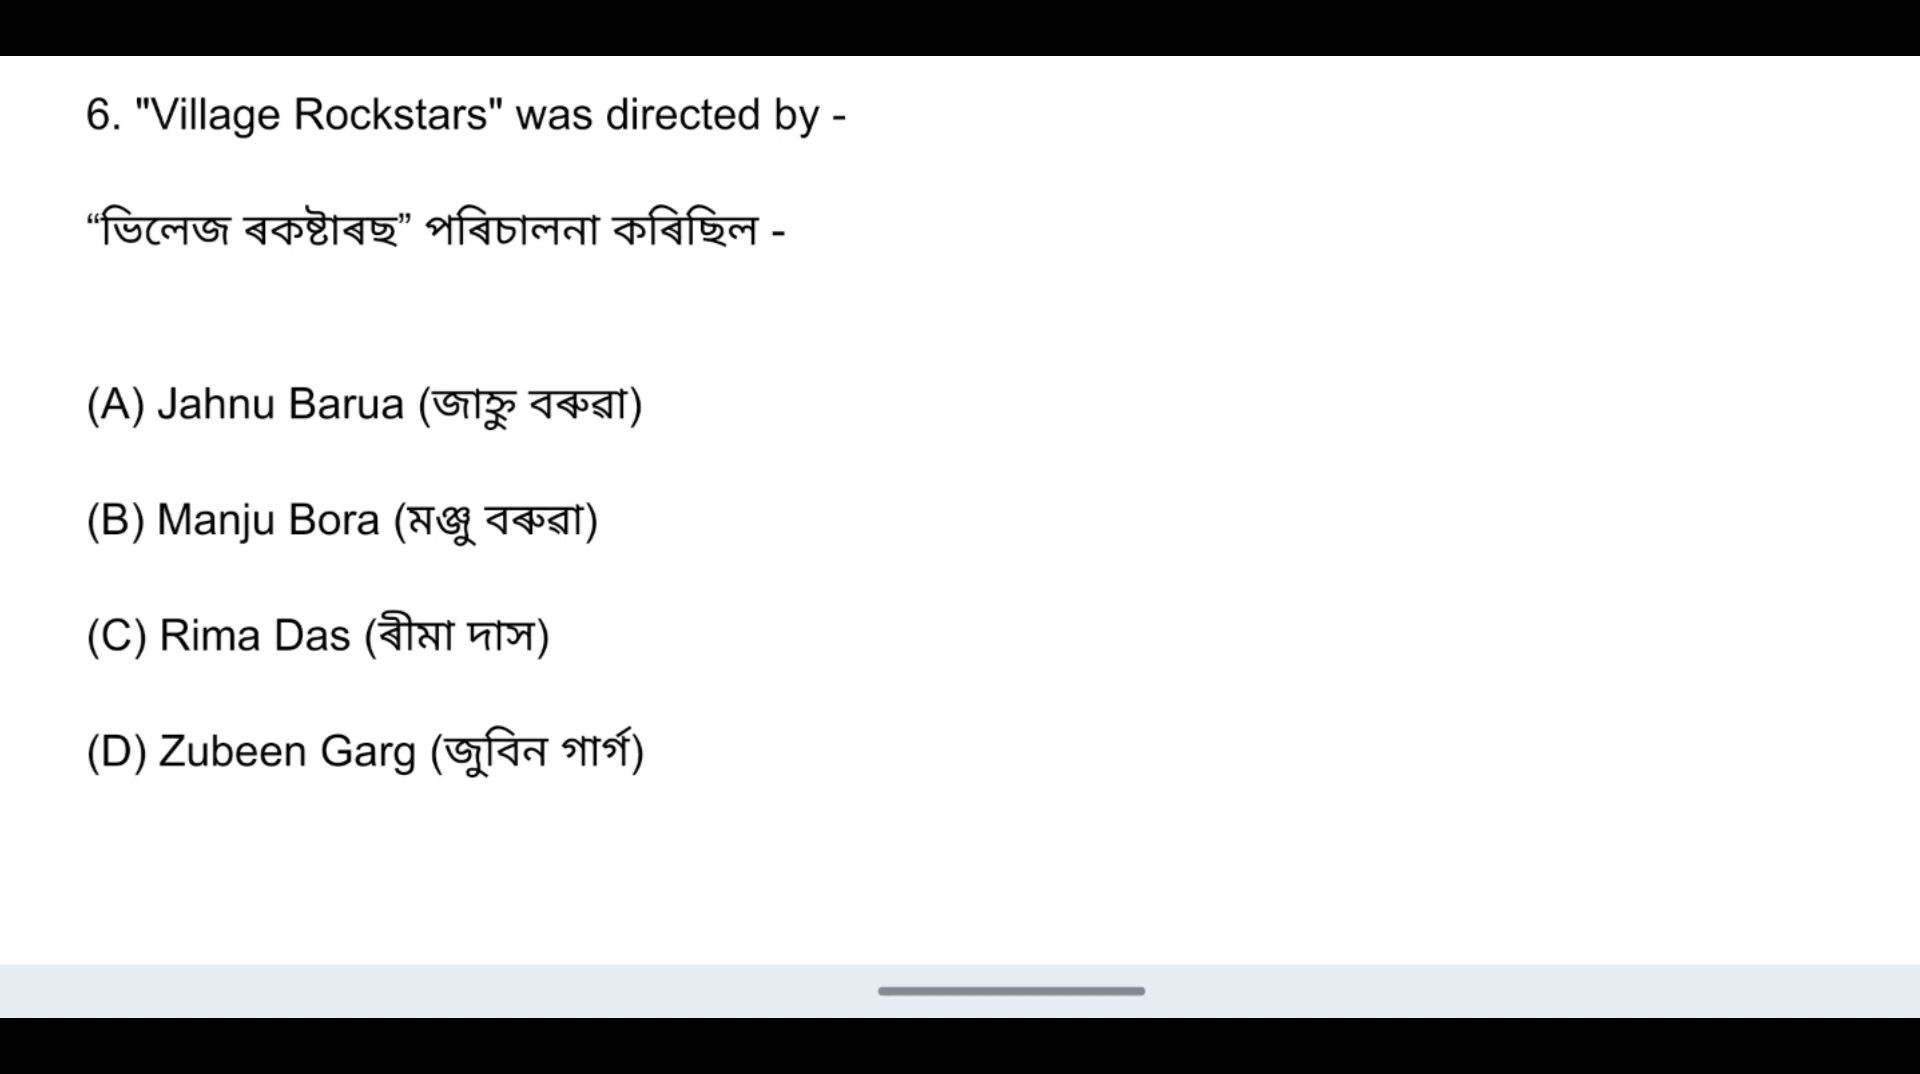 6. "Village Rockstars" was directed by -
“ভিলেজ ৰকষ্টাৰছ” পৰিচালনা কৰিছিল -
(A) Jahnu Barua (জাহ্নু বৰুৱা)
(B) Manju Bora (মঞ্জু বৰুৱা)
(C) Rima Das (ৰীমা দাস)
(D) Zubeen Garg (জুবিন গাৰ্গ)